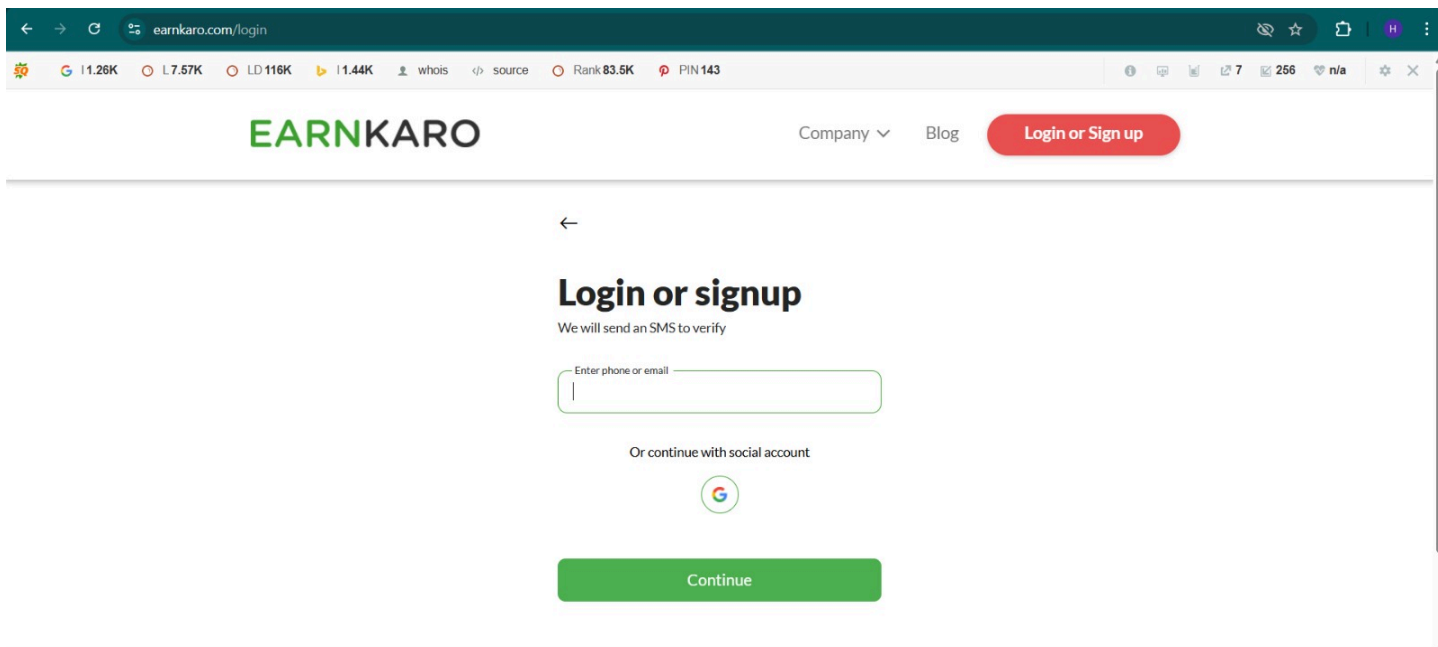 earnkaro.com/login
H
SQ I 1.26K L 7.57K LD 116K I 1.44K whois </> source Rank 83.5K PIN 143 7 256 n/a
EARNKARO Company Blog Login or Sign up
Login or signup
We will send an SMS to verify
Enter phone or email
Or continue with social account
G
Continue